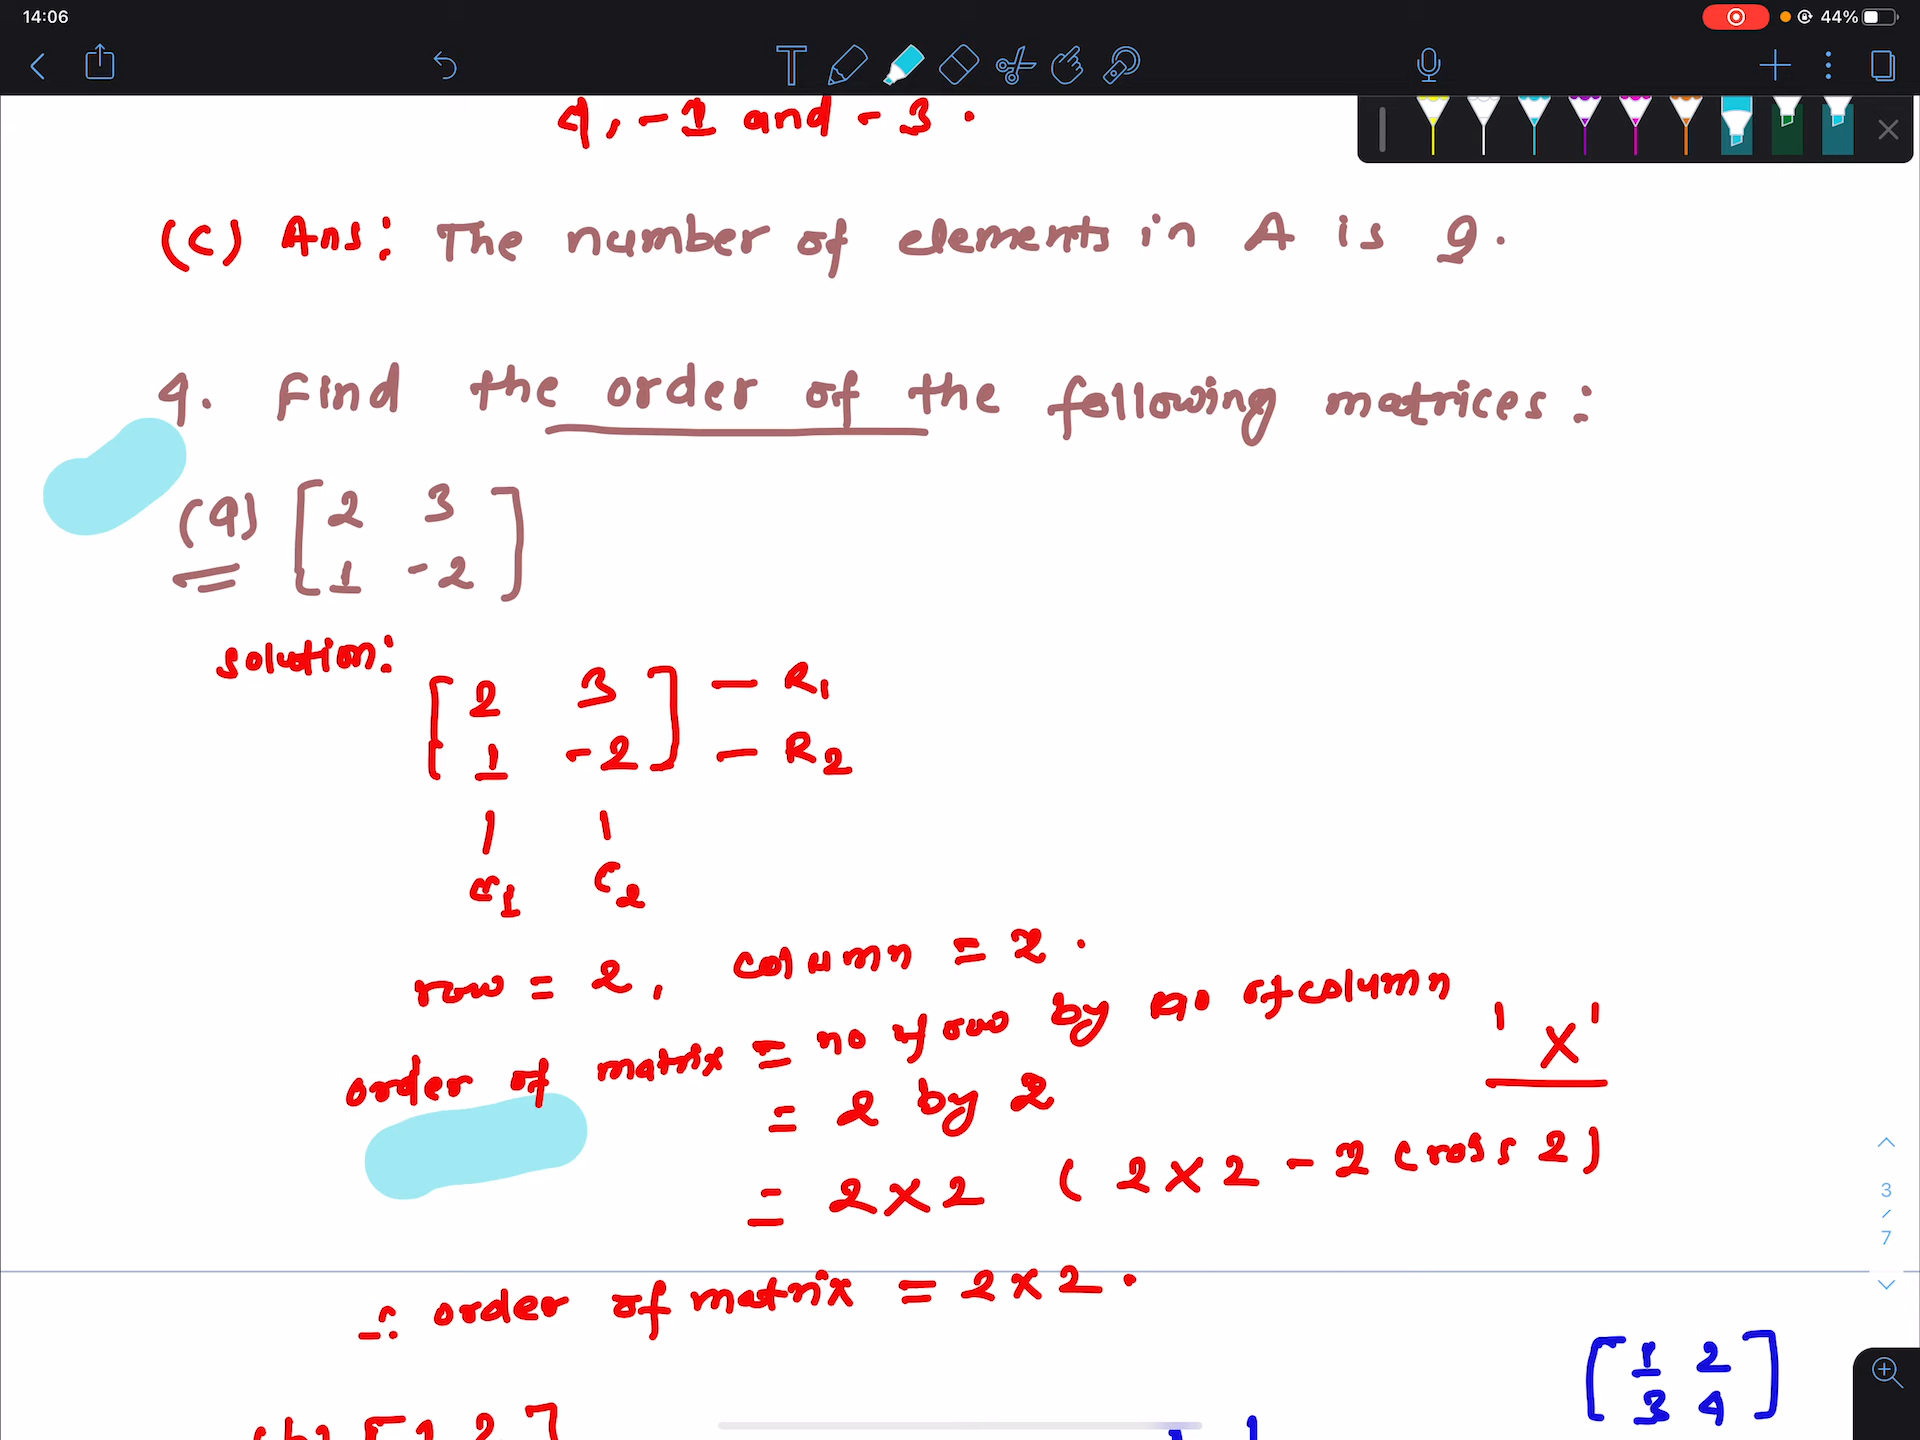 14:06
44%
4, -1 and -3.
(c) Ans: The number of elements in A is 9.
4. Find the order of the following matrices:
(a) [2 3
1 -2]
Solution:
[2 3] — R1
[1 -2] — R2
C1 C2
row = 2, column = 2.
order of matrix = no of row by no of column
'X'
= 2 by 2
= 2×2 (2×2 - 2 cross 2)
∴ order of matrix = 2×2.
[1 2
3 4]
3
/
7